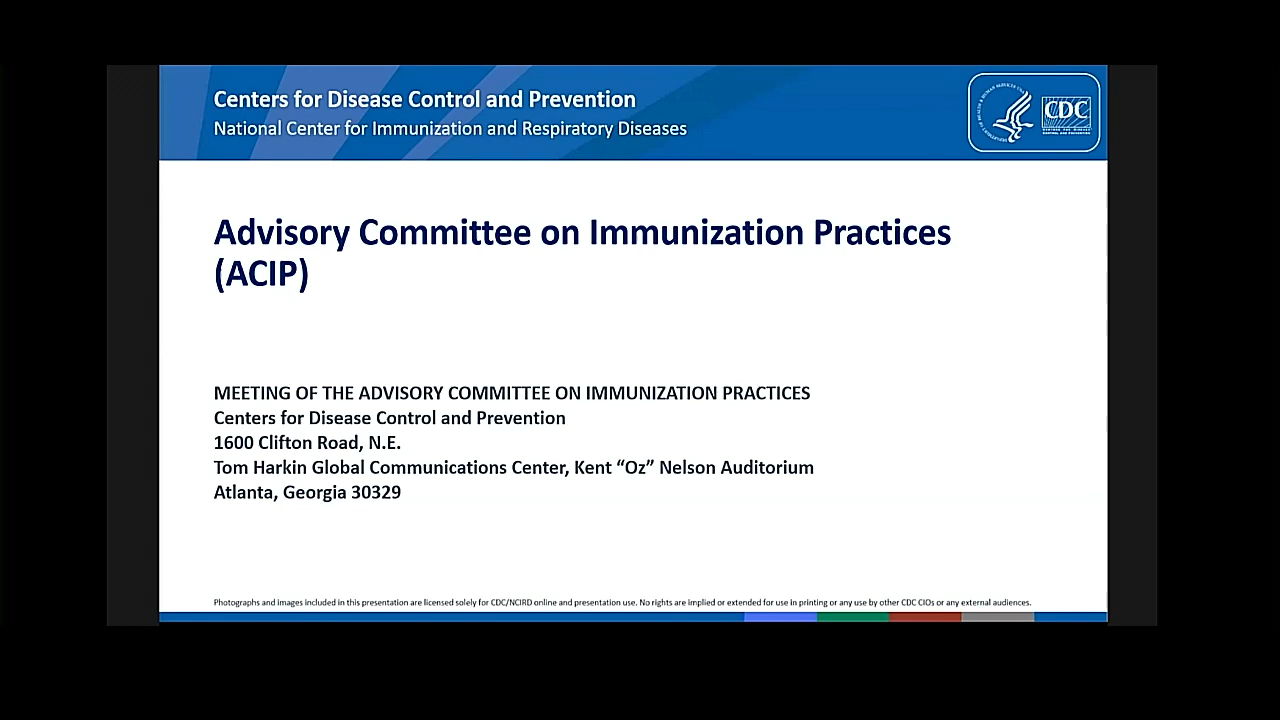 Centers for Disease Control and Prevention
National Center for Immunization and Respiratory Diseases
CDC
Advisory Committee on Immunization Practices
(ACIP)
MEETING OF THE ADVISORY COMMITTEE ON IMMUNIZATION PRACTICES
Centers for Disease Control and Prevention
1600 Clifton Road, N.E.
Tom Harkin Global Communications Center, Kent “Oz” Nelson Auditorium
Atlanta, Georgia 30329
Photographs and images included in this presentation are licensed solely for CDC/NCIRD online and presentation use. No rights are implied or extended for use in printing or any use by other CDC CIOs or any external audiences.